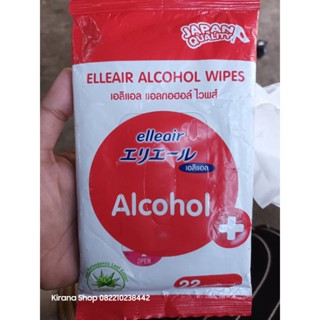 JAPAN
QUALITY
ELLEAIR ALCOHOL WIPES
เอลิแอล แอลกอฮอล์ ไวพส์
elleair
エリエール
เอลิแอล
Alcohol
OPEN
22
Kirana Shop 082210238442